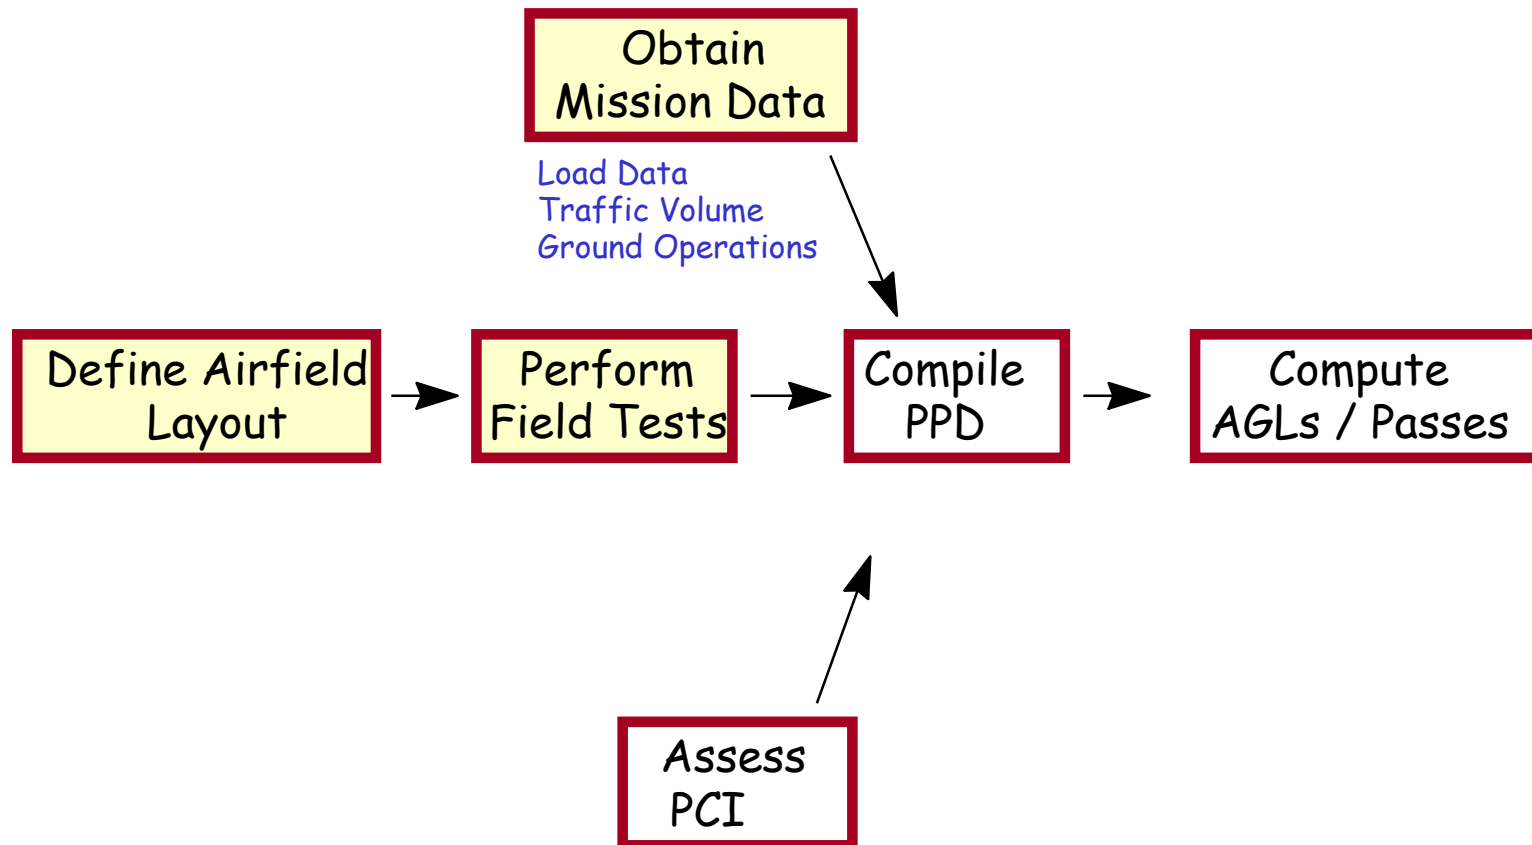 Obtain
Mission Data
Load Data
Traffic Volume
Ground Operations
Define Airfield
Layout
Perform
Field Tests
Compile
PPD
Compute
AGLs / Passes
Assess
PCI